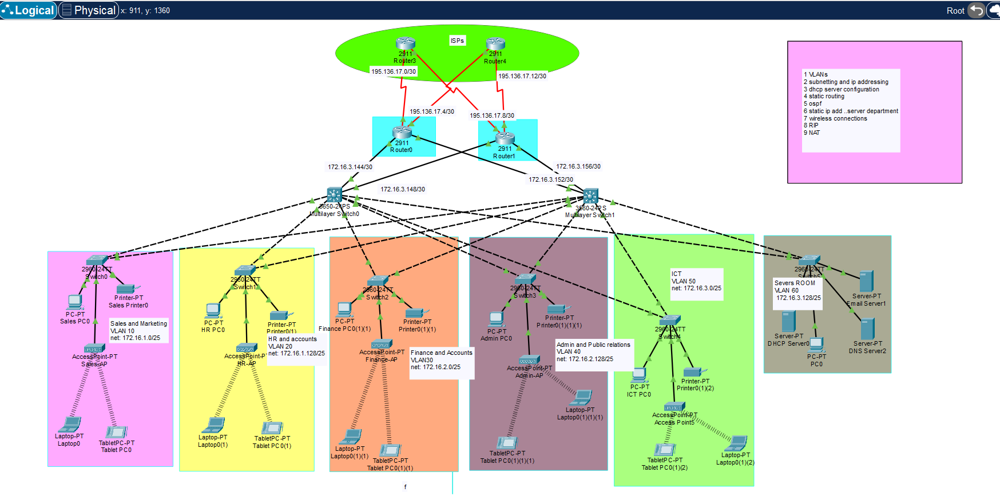 Logical
Physical
x: 911, y: 1360
Root
ISPs
2911
Router3
2911
Router4
195.136.17.0/30
195.136.17.12/30
195.136.17.4/30
195.136.17.8/30
1 VLANs
2 subnetting and ip addressing
3 dhcp server configuration
4 static routing
5 ospf
6 static ip add ..server department
7 wireless connections
8 RIP
9 NAT
2911
Router0
2911
Router1
172.16.3.144/30
172.16.3.156/30
172.16.3.152/30
172.16.3.148/30
3650-24PS
Multilayer Switch0
3560-24PS
Multilayer Switch1
2960-24TT
Switch0
Printer-PT
Sales Printer0
PC-PT
Sales PC0
Sales and Marketing
VLAN 10
net: 172.16.1.0/25
AccessPoint-PT
Sales-AP
Laptop-PT
Laptop0
TabletPC-PT
Tablet PC0
2960-24TT
Switch1
PC-PT
HR PC0
Printer-PT
Printer0(1)
HR and accounts
VLAN 20
net: 172.16.1.128/25
AccessPoint-P
HR-AP
Laptop-PT
Laptop0(1)
TabletPC-PT
Tablet PC0(1)
2960-24TT
Switch2
PC-PT
Finance PC0(1)(1)
Printer-PT
Printer0(1)(1)
AccessPoint-PT
Finance-AP
Finance and Accounts
VLAN30
net: 172.16.2.0/25
Laptop-PT
Laptop0(1)(1)
TabletPC-PT
Tablet PC0(1)(1)
2960-24TT
Switch3
PC-PT
Admin PC0
Printer-PT
Printer0(1)(1)(1)
Admin and Public relations
VLAN 40
net: 172.16.2.128/25
AccessPoint-PT
Admin-AP
Laptop-PT
Laptop0(1)(1)(1)
TabletPC-PT
Tablet PC0(1)(1)(1)
ICT
VLAN 50
net: 172.16.3.0/25
2960-24TT
Switch4
PC-PT
ICT PC0
Printer-PT
Printer0(1)(2)
AccessPoint-PT
Access Point5
TabletPC-PT
Tablet PC0(1)(2)
Laptop-PT
Laptop0(1)(2)
2960-24TT
Switch5
Severs ROOM
VLAN 60
172.16.3.128/25
Server-PT
Email Server1
Server-PT
DHCP Server0
PC-PT
PC0
Server-PT
DNS Server2
f